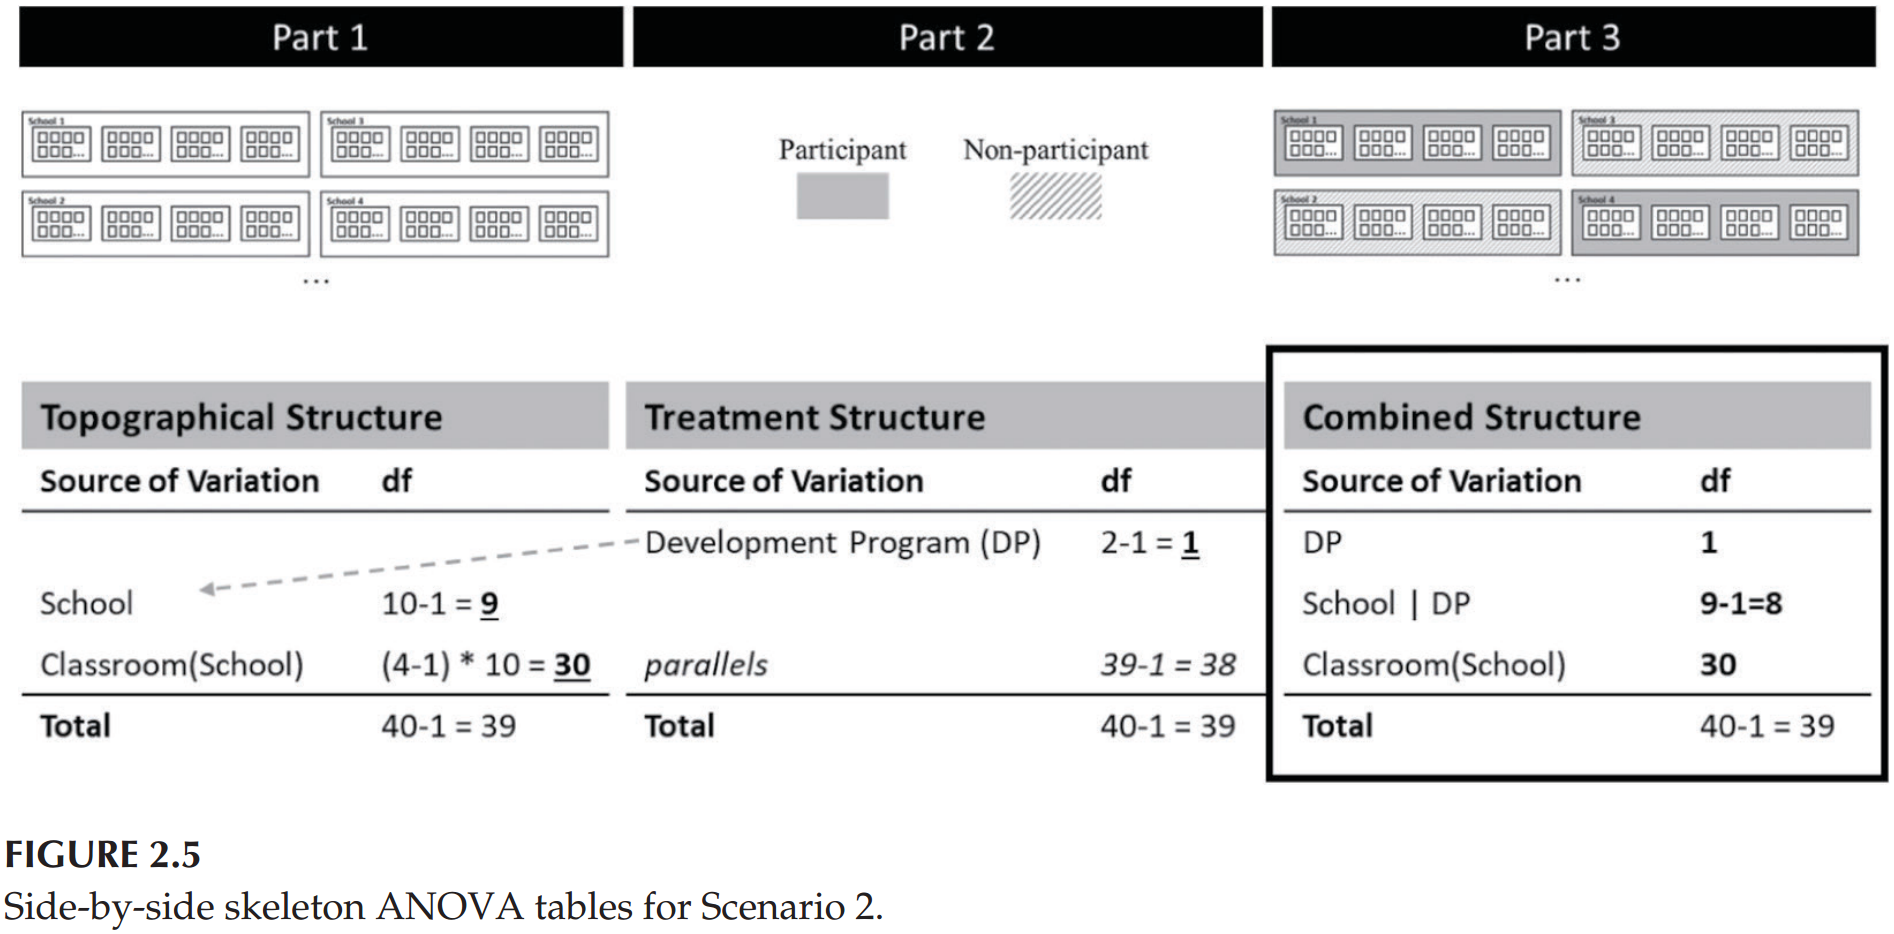 Part 1 Part 2 Part 3
School 1 School 3
School 2 School 4
...
Participant Non-participant
School 1 School 3
School 2 School 4
...
Topographical Structure
Source of Variation df
School 10-1 = 9
Classroom(School) (4-1) * 10 = 30
Total 40-1 = 39
Treatment Structure
Source of Variation df
Development Program (DP) 2-1 = 1
parallels 39-1 = 38
Total 40-1 = 39
Combined Structure
Source of Variation df
DP 1
School | DP 9-1=8
Classroom(School) 30
Total 40-1 = 39
FIGURE 2.5
Side-by-side skeleton ANOVA tables for Scenario 2.